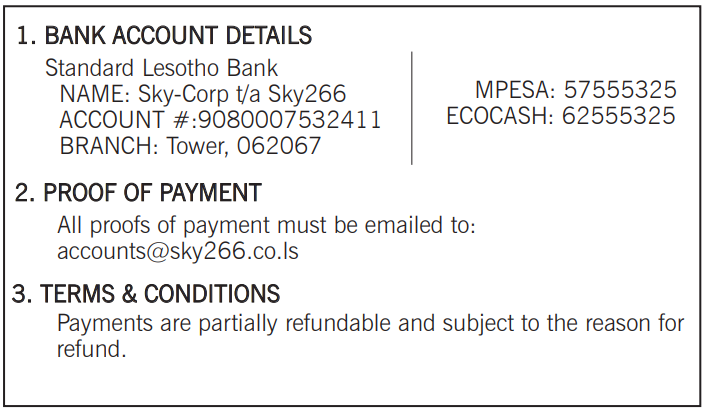 1. BANK ACCOUNT DETAILS
Standard Lesotho Bank
NAME: Sky-Corp t/a Sky266
ACCOUNT #:9080007532411
BRANCH: Tower, 062067
MPESA: 57555325
ECOCASH: 62555325
2. PROOF OF PAYMENT
All proofs of payment must be emailed to:
accounts@sky266.co.ls
3. TERMS & CONDITIONS
Payments are partially refundable and subject to the reason for
refund.